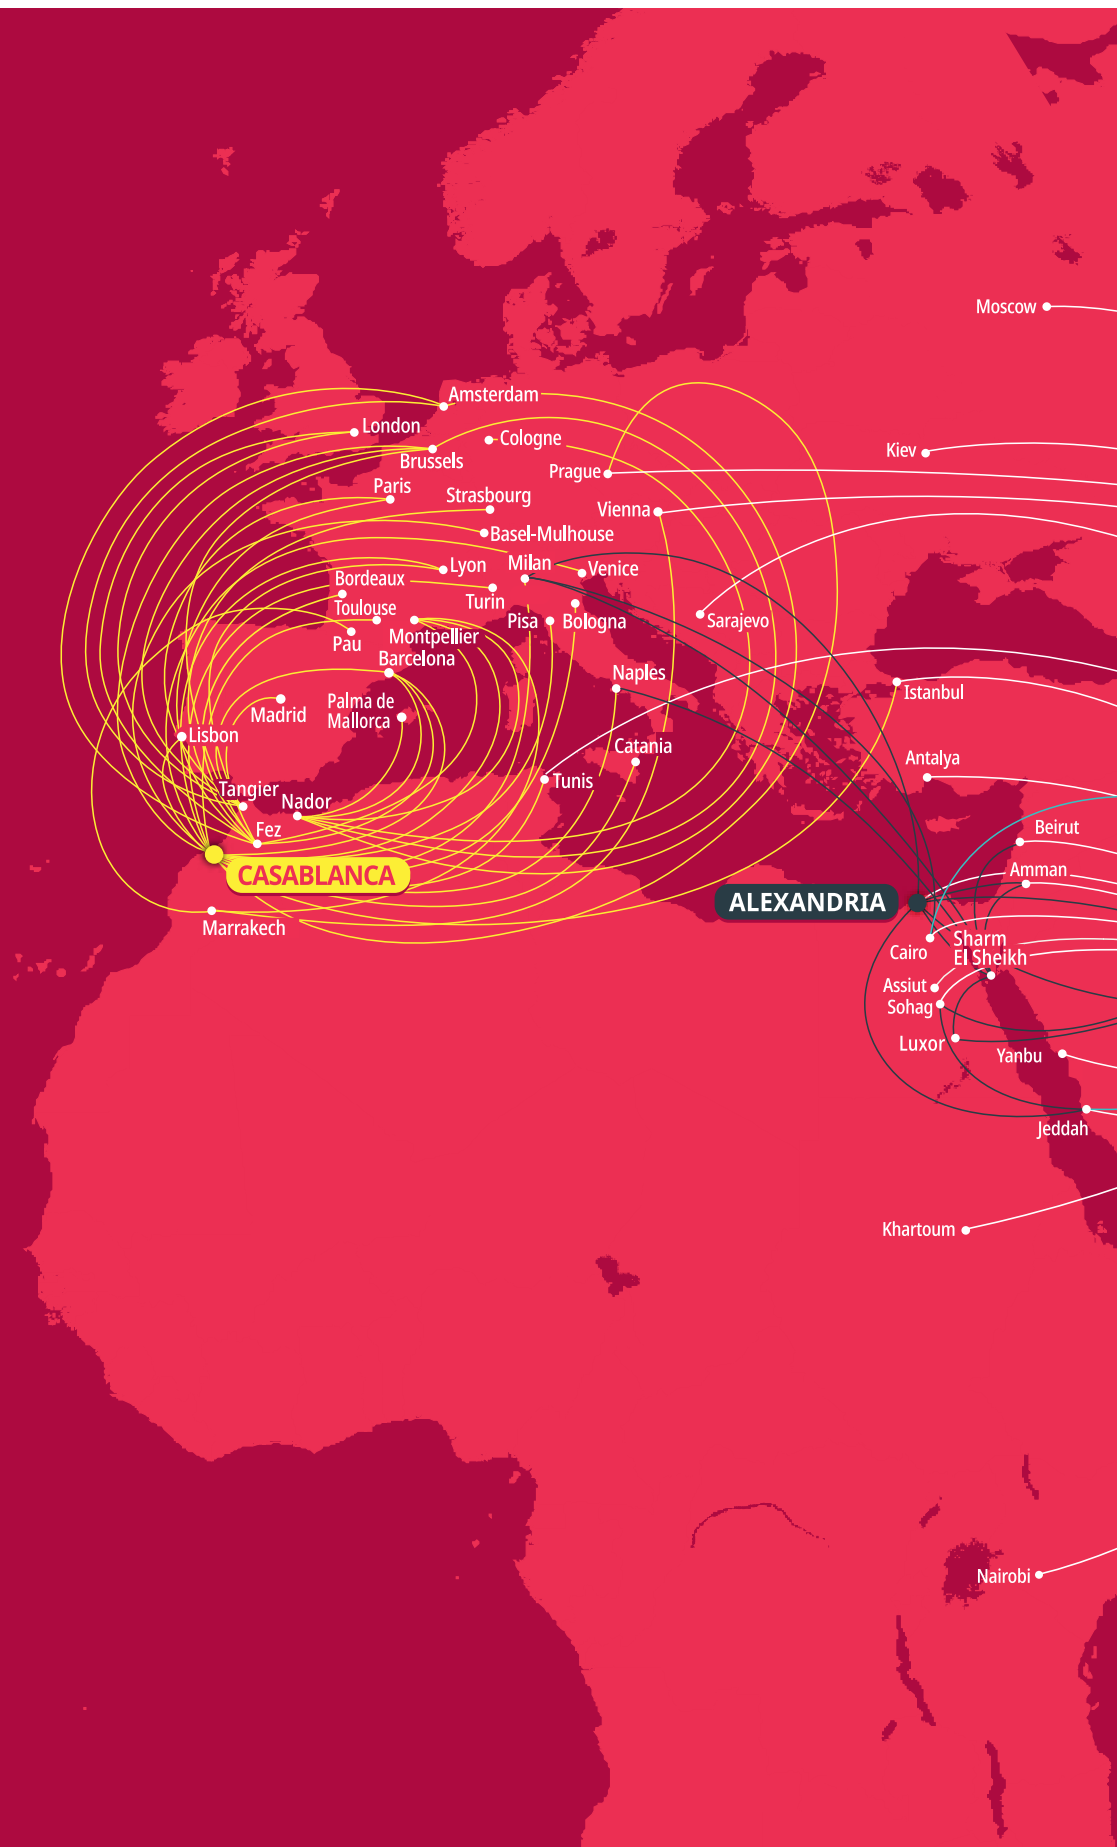 Moscow
Amsterdam
London
Cologne
Brussels
Kiev
Prague
Paris
Strasbourg
Vienna
Basel-Mulhouse
Milan
Lyon
Venice
Bordeaux
Turin
Toulouse
Pisa
Bologna
Sarajevo
Montpellier
Pau
Barcelona
Naples
Istanbul
Palma de
Mallorca
Madrid
Lisbon
Catania
Antalya
Tunis
Tangier
Nador
Fez
Beirut
Amman
CASABLANCA
ALEXANDRIA
Marrakech
Sharm
El Sheikh
Cairo
Assiut
Sohag
Luxor
Yanbu
Jeddah
Khartoum
Nairobi